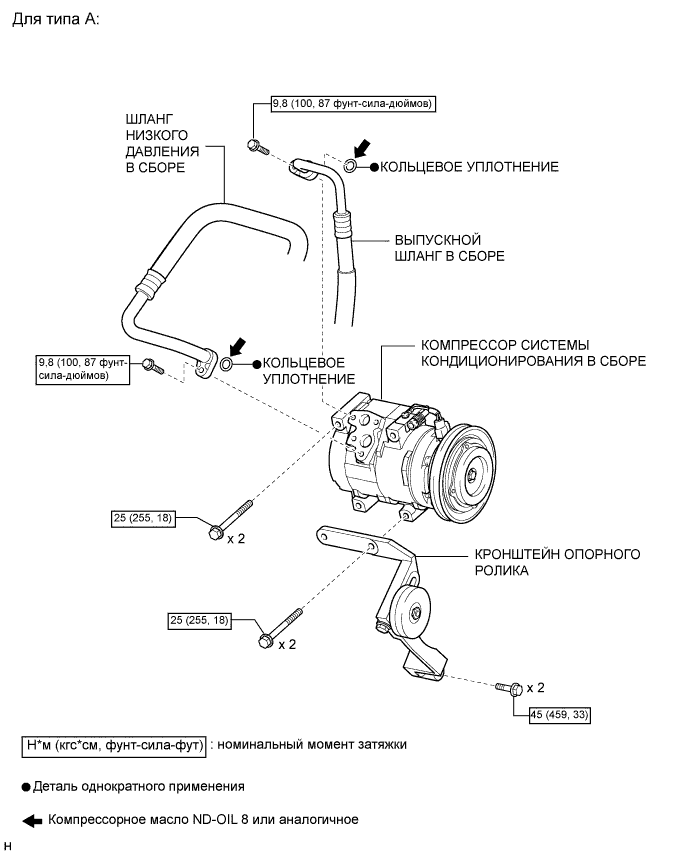 Для типа А:
9,8 (100, 87 фунт-сила-дюймов)
ШЛАНГ
НИЗКОГО
ДАВЛЕНИЯ
В СБОРЕ
КОЛЬЦЕВОЕ УПЛОТНЕНИЕ
ВЫПУСКНОЙ
ШЛАНГ В СБОРЕ
КОМПРЕССОР СИСТЕМЫ
КОНДИЦИОНИРОВАНИЯ В СБОРЕ
9,8 (100, 87 фунт-
сила-дюймов)
КОЛЬЦЕВОЕ
УПЛОТНЕНИЕ
25 (255, 18)
x 2
КРОНШТЕЙН ОПОРНОГО
РОЛИКА
25 (255, 18)
x 2
x 2
45 (459, 33)
Н*м (кгс*см, фунт-сила-фут) : номинальный момент затяжки
Деталь однократного применения
Компрессорное масло ND-OIL 8 или аналогичное
Н